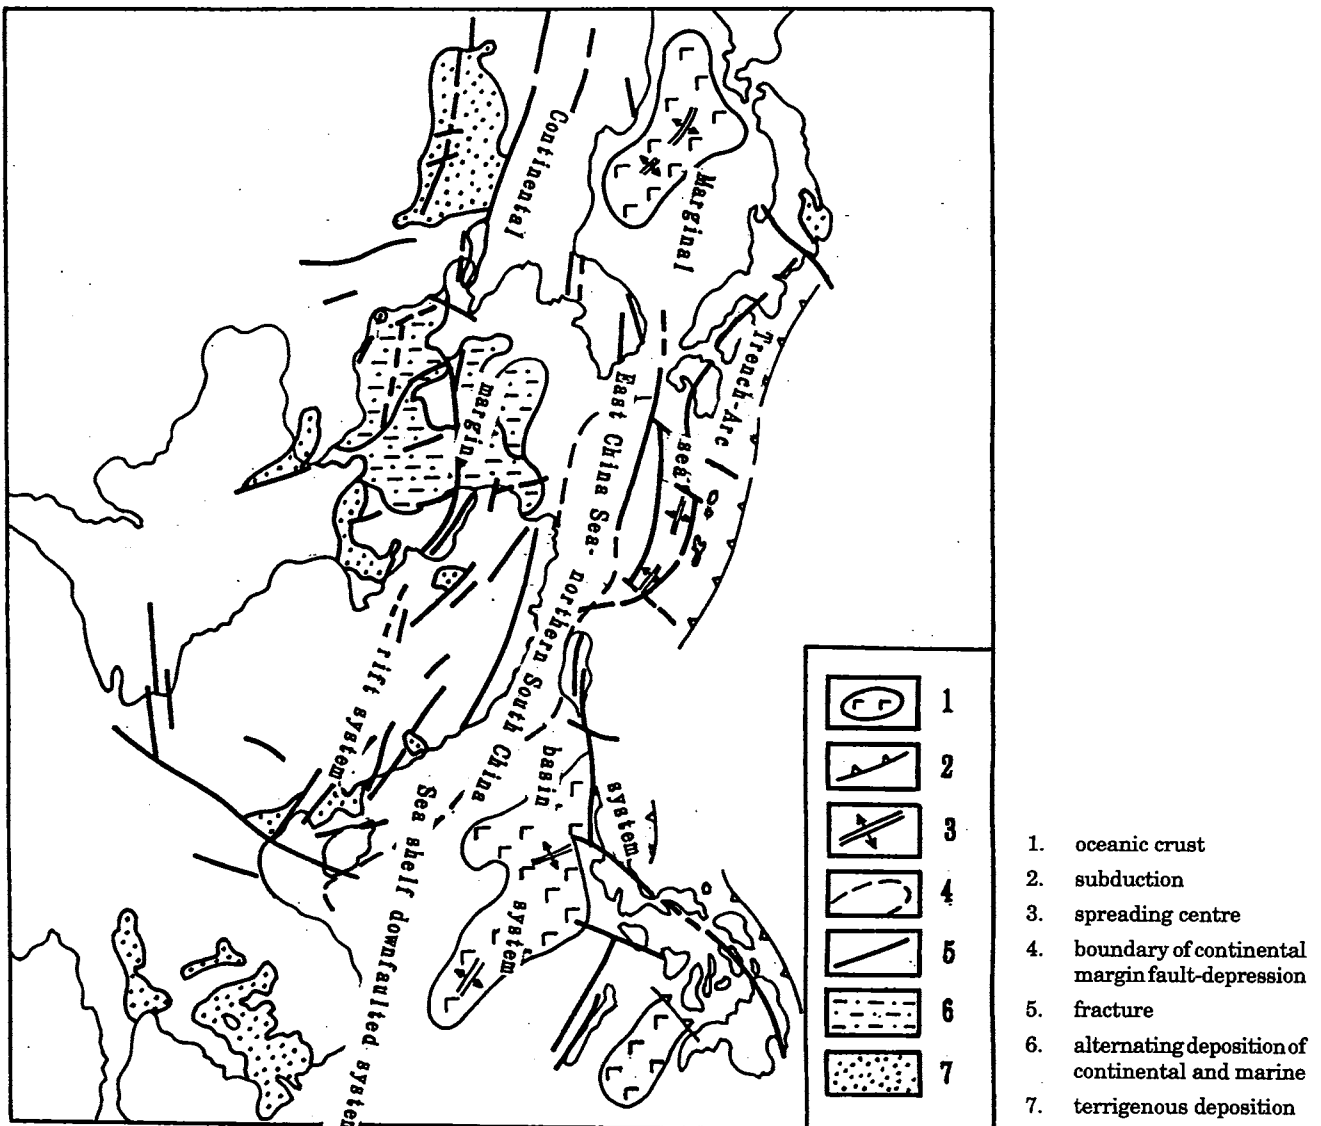 Continental
margin
rift system
Marginal
sea
basin
system
Trench-Arc
system
East China Sea-northern South China
Sea shelf downfaulted system
1
2
3
4
5
6
7
1. oceanic crust
2. subduction
3. spreading centre
4. boundary of continental
margin fault-depression
5. fracture
6. alternating deposition of
continental and marine
7. terrigenous deposition